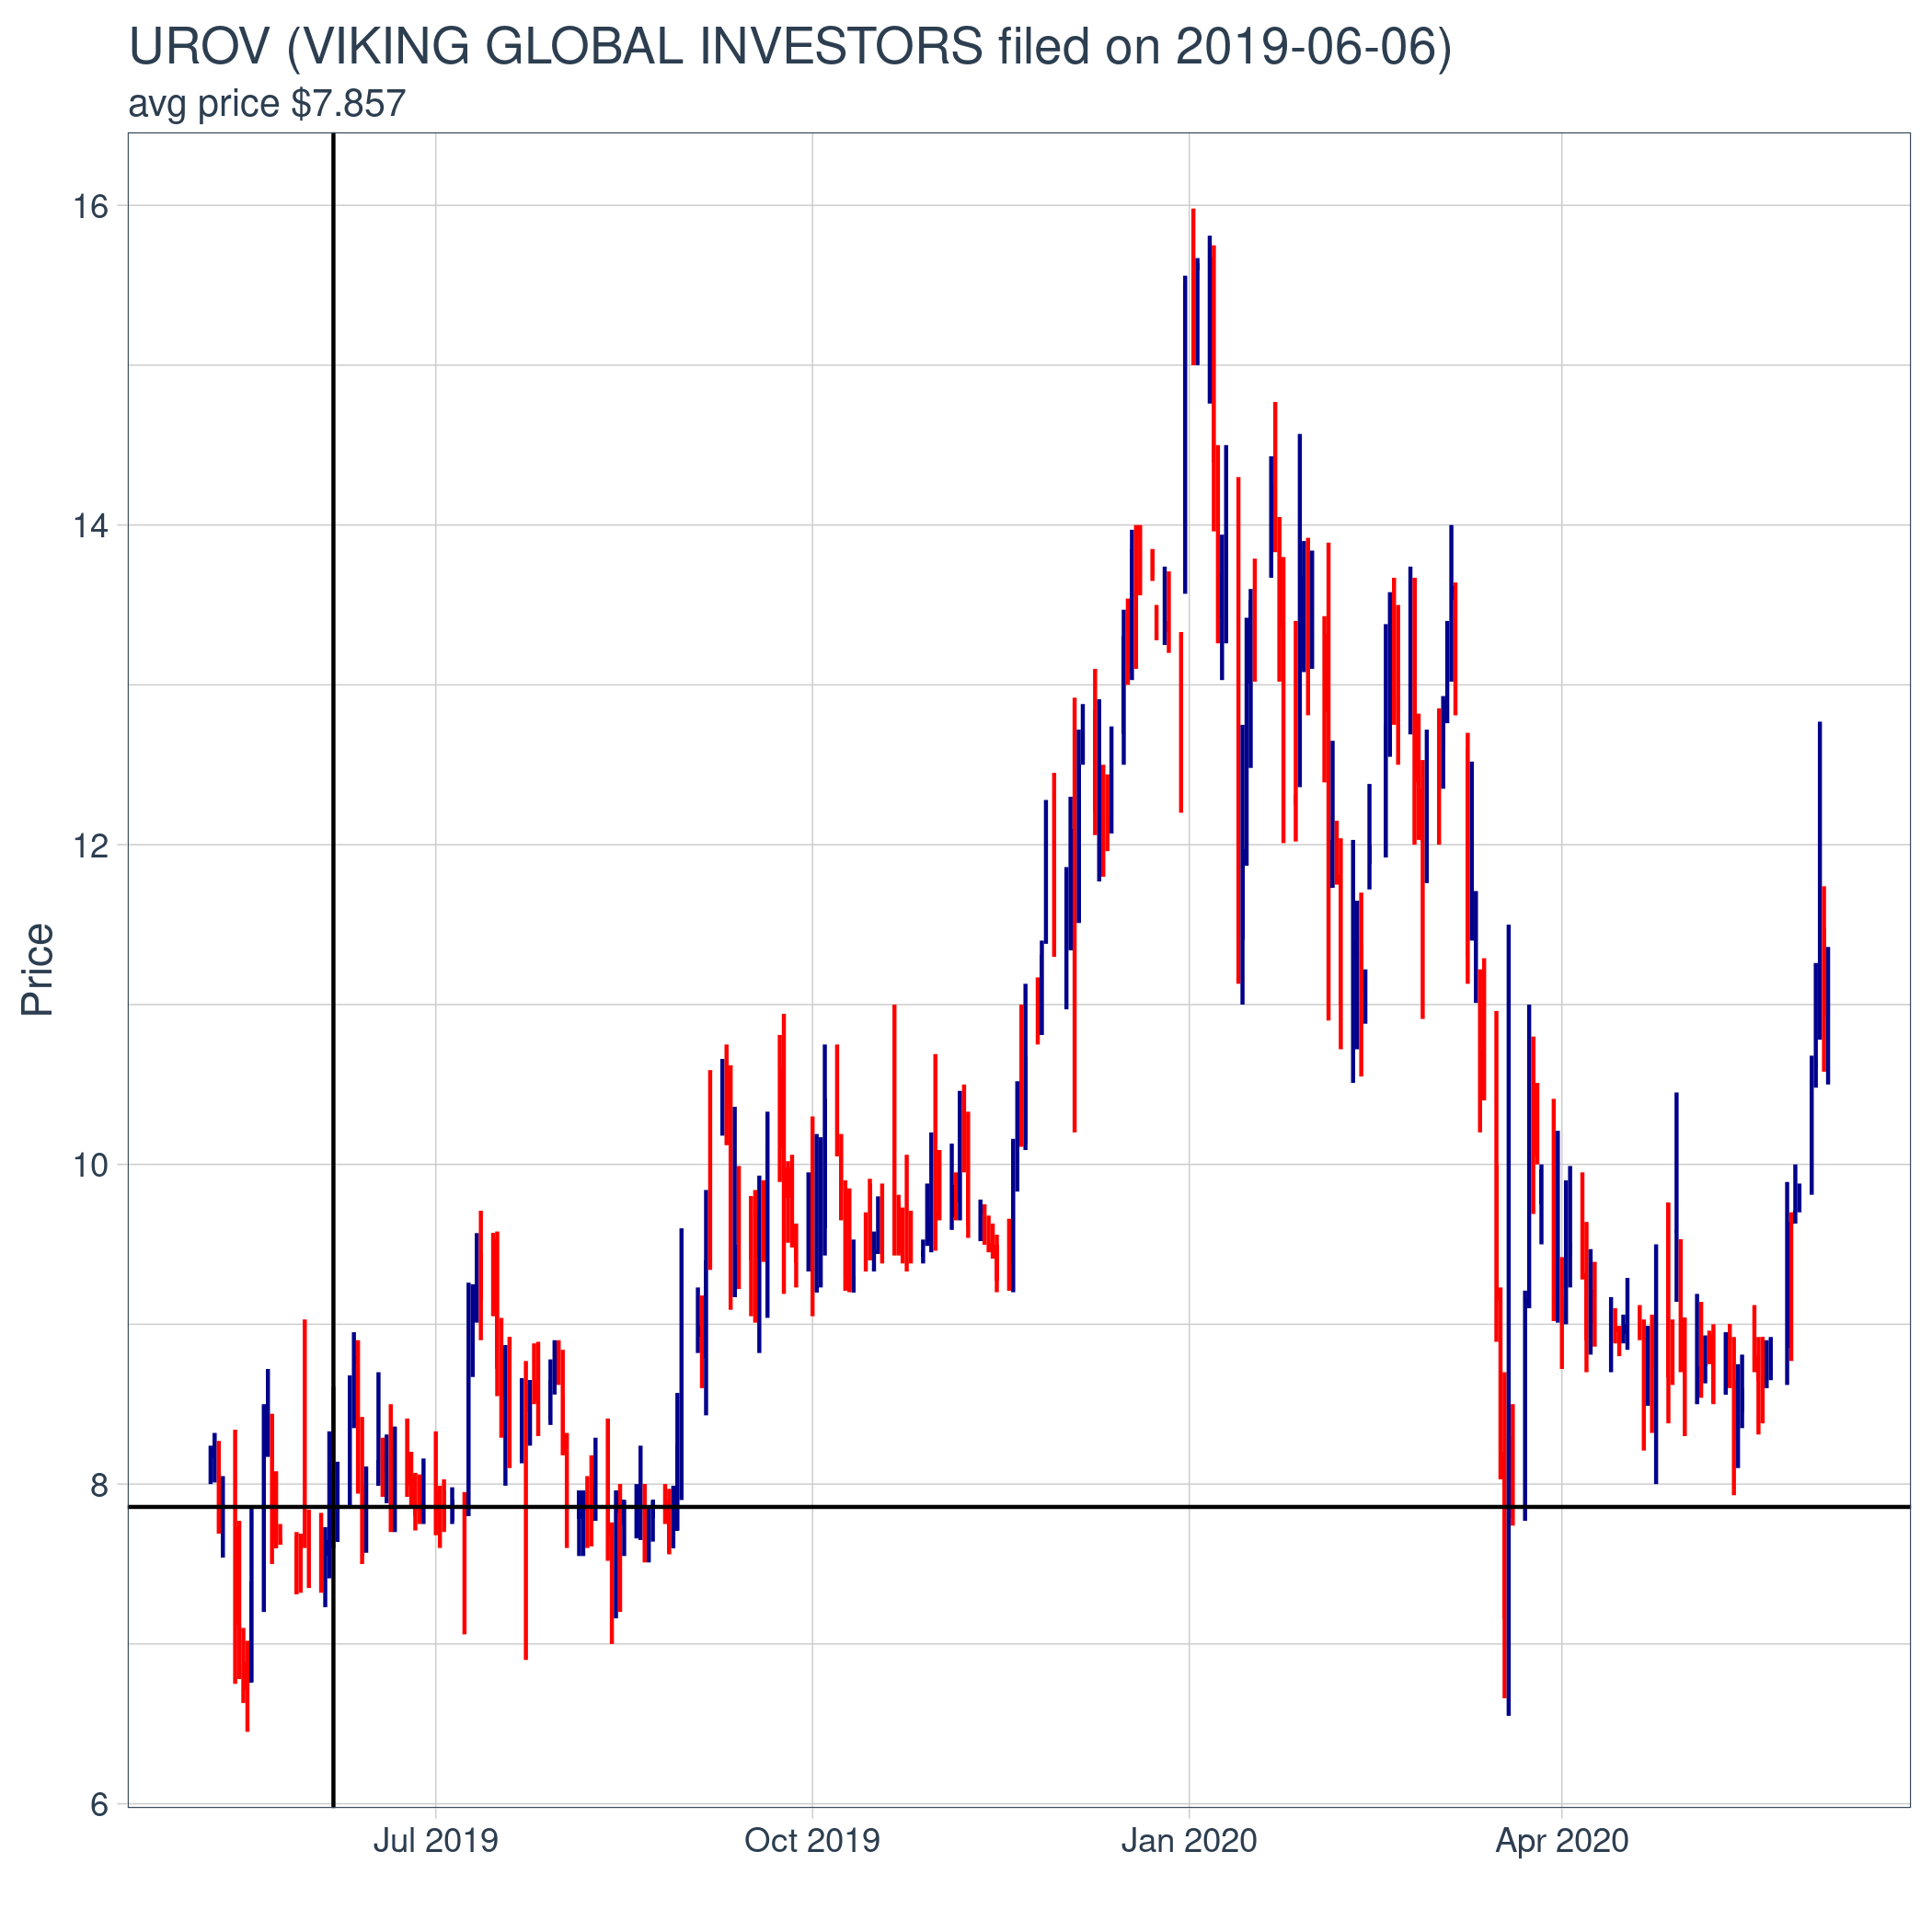 UROV (VIKING GLOBAL INVESTORS filed on 2019-06-06)
avg price $7.857
16
14
12
10
8
6
Price
Jul 2019
Oct 2019
Jan 2020
Apr 2020